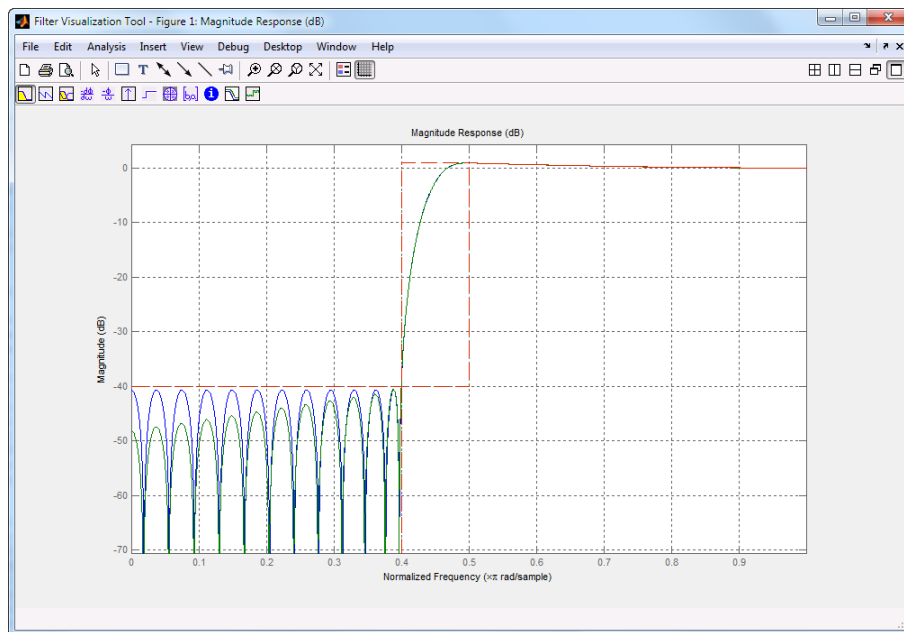 Filter Visualization Tool - Figure 1: Magnitude Response (dB)
File Edit Analysis Insert View Debug Desktop Window Help
Magnitude Response (dB)
Magnitude (dB)
0
-10
-20
-30
-40
-50
-60
-70
0 0.1 0.2 0.3 0.4 0.5 0.6 0.7 0.8 0.9
Normalized Frequency (×π rad/sample)